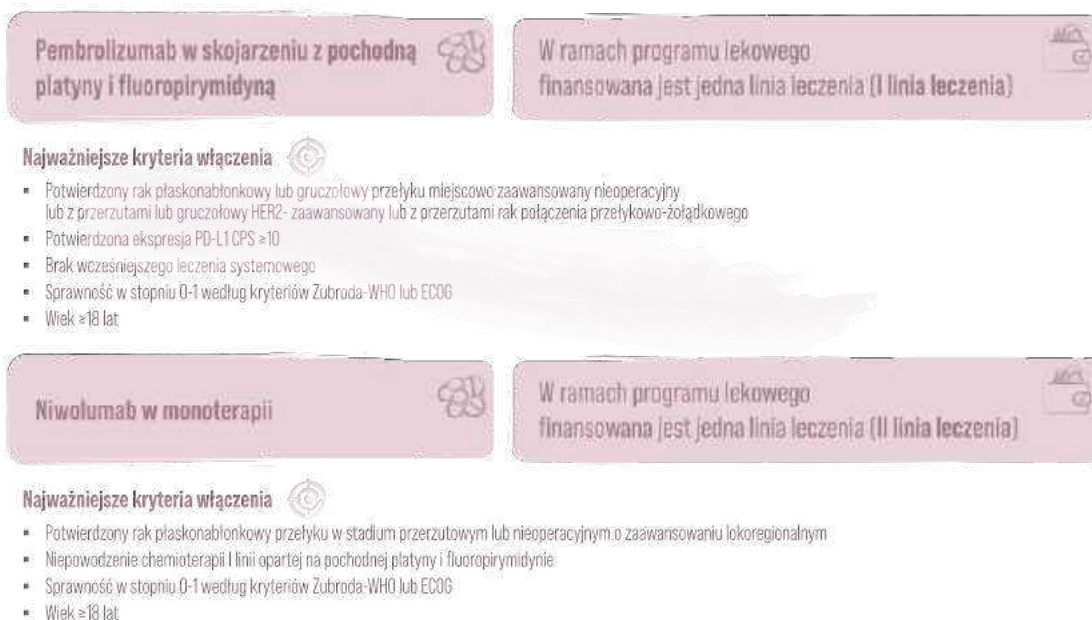 Pembrolizumab w skojarzeniu z pochodną
platyny i fluoropirymidyną
W ramach programu lekowego
finansowana jest jedna linia leczenia (I linia leczenia)
Najważniejsze kryteria włączenia
▪ Potwierdzony rak płaskonabłonkowy lub gruczołowy przełyku miejscowo zaawansowany nieoperacyjny
lub z przerzutami lub gruczołowy HER2- zaawansowany lub z przerzutami rak połączenia przełykowo-żołądkowego
▪ Potwierdzona ekspresja PD-L1 CPS ≥10
▪ Brak wcześniejszego leczenia systemowego
▪ Sprawność w stopniu 0-1 według kryteriów Zubroda-WHO lub ECOG
▪ Wiek ≥18 lat
Niwolumab w monoterapii
W ramach programu lekowego
finansowana jest jedna linia leczenia (II linia leczenia)
Najważniejsze kryteria włączenia
▪ Potwierdzony rak płaskonabłonkowy przełyku w stadium przerzutowym lub nieoperacyjnym o zaawansowaniu lokoregionalnym
▪ Niepowodzenie chemioterapii I linii opartej na pochodnej platyny i fluoropirymidynie
▪ Sprawność w stopniu 0-1 według kryteriów Zubroda-WHO lub ECOG
▪ Wiek ≥18 lat